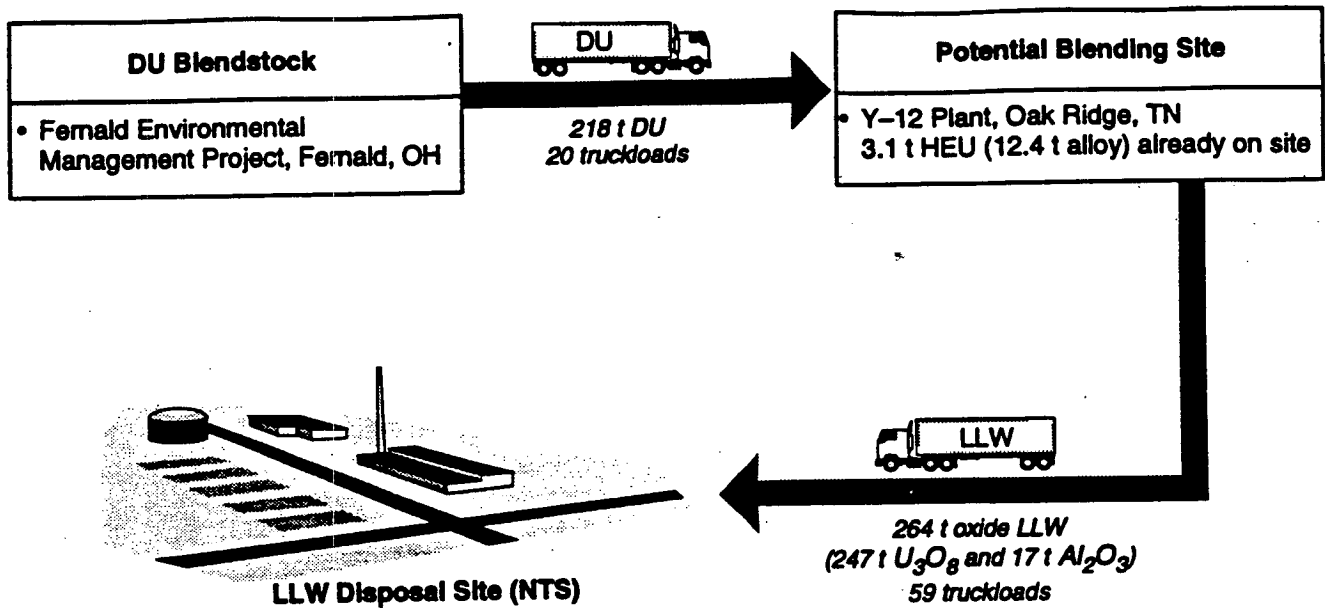 DU Blendstock
• Fernald Environmental
Management Project, Fernald, OH
DU
218 t DU
20 truckloads
Potential Blending Site
• Y–12 Plant, Oak Ridge, TN
3.1 t HEU (12.4 t alloy) already on site
LLW
264 t oxide LLW
(247 t U₃O₈ and 17 t Al₂O₃)
59 truckloads
LLW Disposal Site (NTS)